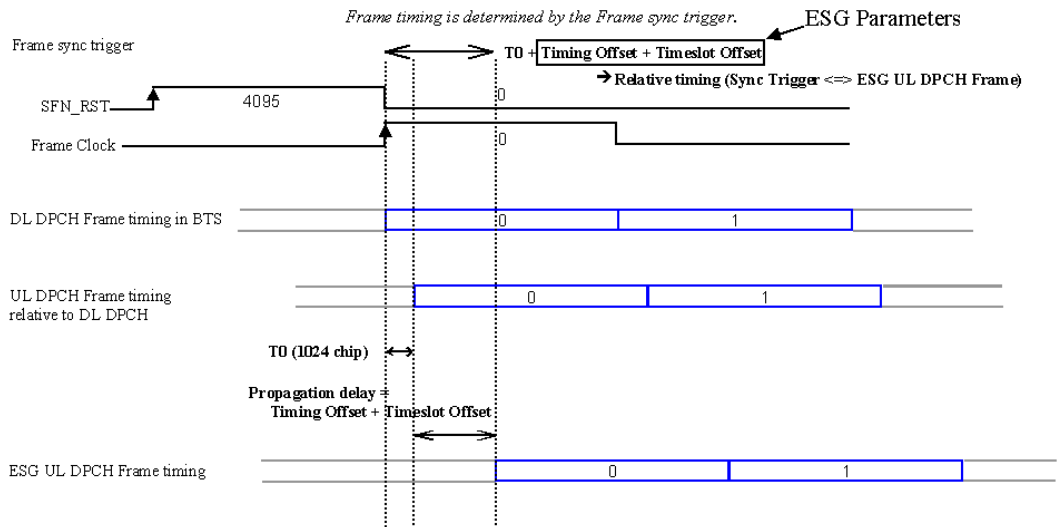 Frame timing is determined by the Frame sync trigger.
ESG Parameters
Frame sync trigger
T0 + Timing Offset + Timeslot Offset
→ Relative timing (Sync Trigger <=> ESG UL DPCH Frame)
SFN_RST
4095
0
Frame Clock
0
DL DPCH Frame timing in BTS
0
1
UL DPCH Frame timing
relative to DL DPCH
0
1
T0 (1024 chip)
Propagation delay =
Timing Offset + Timeslot Offset
ESG UL DPCH Frame timing
0
1